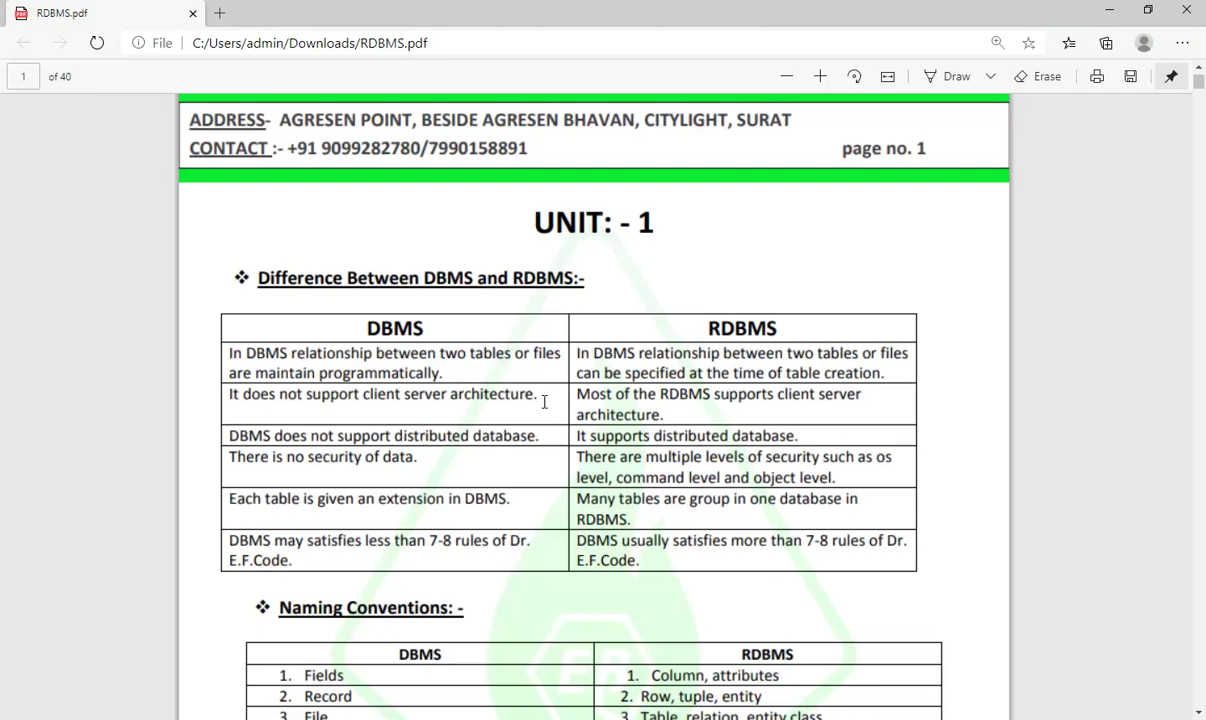 RDBMS.pdf
File
C:/Users/admin/Downloads/RDBMS.pdf
1 of 40
Draw
Erase
ADDRESS- AGRESEN POINT, BESIDE AGRESEN BHAVAN, CITYLIGHT, SURAT
CONTACT :- +91 9099282780/7990158891 page no. 1
UNIT: - 1
❖ Difference Between DBMS and RDBMS:-
DBMS RDBMS
In DBMS relationship between two tables or files
are maintain programmatically.
In DBMS relationship between two tables or files
can be specified at the time of table creation.
It does not support client server architecture.
Most of the RDBMS supports client server
architecture.
DBMS does not support distributed database.
It supports distributed database.
There is no security of data.
There are multiple levels of security such as os
level, command level and object level.
Each table is given an extension in DBMS.
Many tables are group in one database in
RDBMS.
DBMS may satisfies less than 7-8 rules of Dr.
E.F.Code.
DBMS usually satisfies more than 7-8 rules of Dr.
E.F.Code.
❖ Naming Conventions: -
DBMS RDBMS
1. Fields 1. Column, attributes
2. Record 2. Row, tuple, entity
3. File 3. Table, relation, entity class